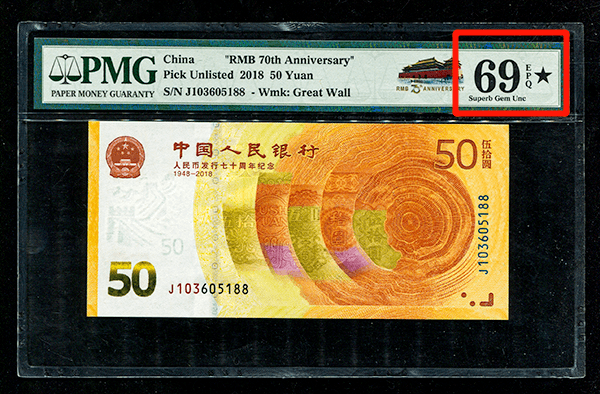 PMG
PAPER MONEY GUARANTY
China "RMB 70th Anniversary"
Pick Unlisted 2018 50 Yuan
S/N J103605188 - Wmk: Great Wall
RMB 70 ANNIVERSARY
69 EPQ ★
Superb Gem Unc
中国人民银行
人民币发行七十周年纪念
1948-2018
50 伍拾圆
50
50
J103605188
J103605188